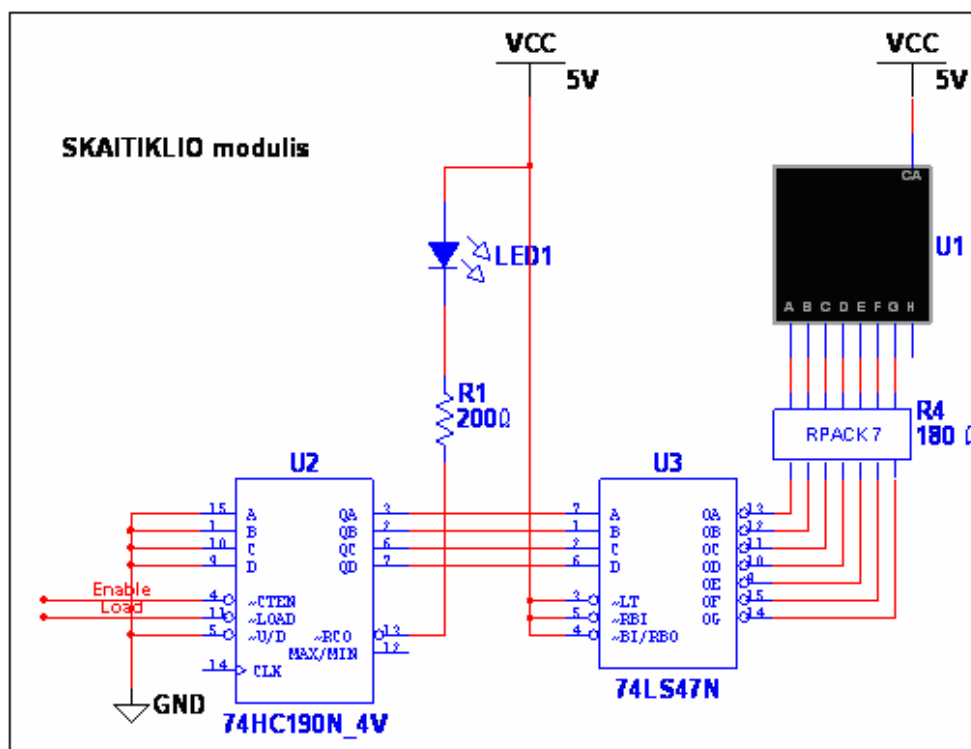 VCC
5V
VCC
5V
SKAITIKLIO modulis
CA
U1
LED1
A B C D E F G H
R1
200Ω
R4
180 Ω
RPACK 7
U2
U3
15 A QA 3
1 B QB 2
10 C QC 6
9 D QD 7
Enable
4 ~CTEN
Load
11 ~LOAD
5 ~U/D ~RCO 13
MAX/MIN 12
14 CLK
7 A OA 13
1 B OB 12
2 C OC 11
6 D OD 10
OE 9
3 ~LT OF 15
5 ~RBI OG 14
4 ~BI/RBO
GND
74HC190N_4V
74LS47N